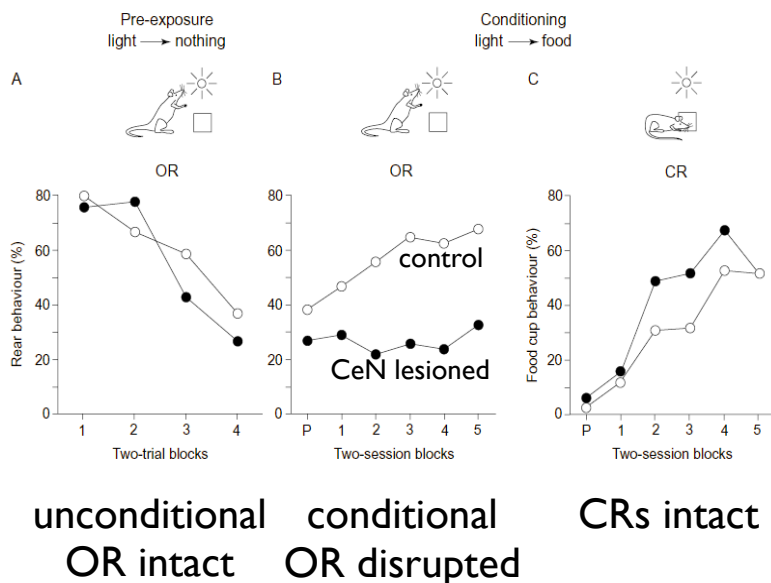 Pre-exposure
light → nothing
Conditioning
light → food
A
B
C
OR
OR
CR
Rear behaviour (%)
80
60
40
20
0
1 2 3 4
Two-trial blocks
80
60
40
20
0
control
CeN lesioned
P 1 2 3 4 5
Two-session blocks
Food cup behaviour (%)
80
60
40
20
0
P 1 2 3 4 5
Two-session blocks
unconditional
OR intact
conditional
OR disrupted
CRs intact